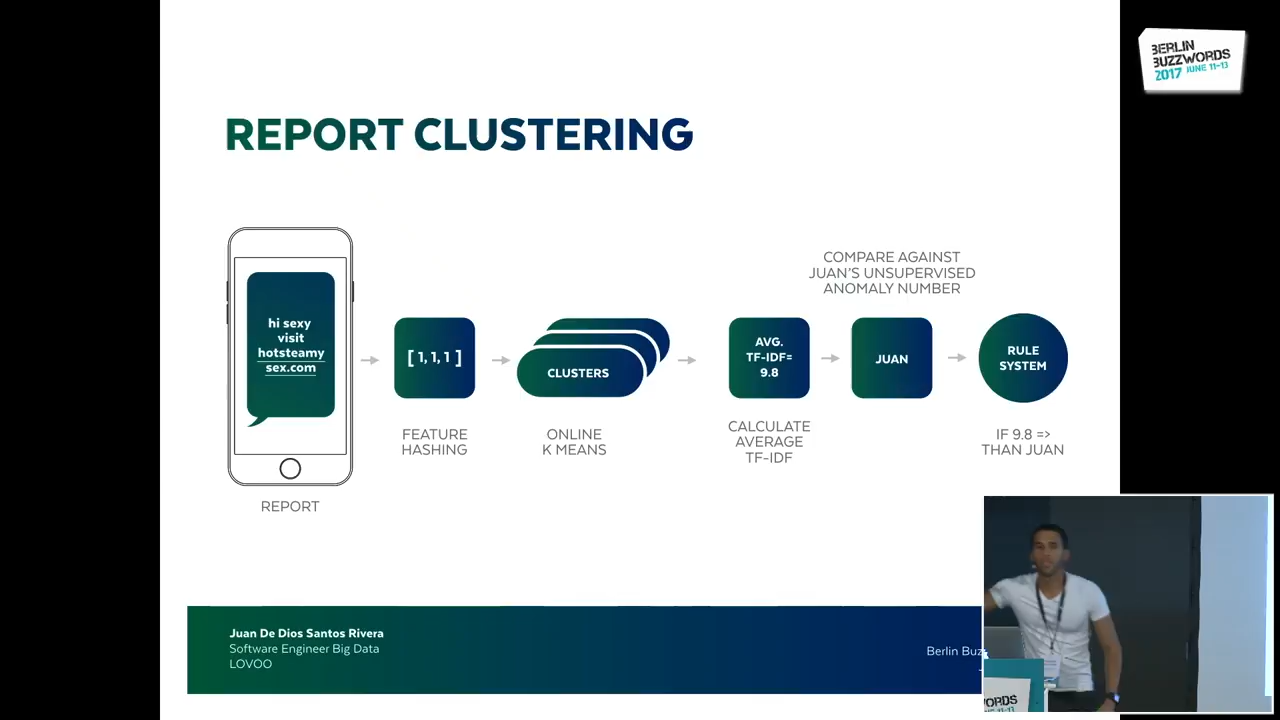 BERLIN
BUZZWORDS
2017 JUNE 11-13
REPORT CLUSTERING
COMPARE AGAINST
JUAN'S UNSUPERVISED
ANOMALY NUMBER
hi sexy
visit
hotsteamy
sex.com
[ 1, 1, 1 ]
CLUSTERS
AVG.
TF-IDF=
9.8
JUAN
RULE
SYSTEM
FEATURE
HASHING
ONLINE
K MEANS
CALCULATE
AVERAGE
TF-IDF
IF 9.8 =>
THAN JUAN
REPORT
Juan De Dios Santos Rivera
Software Engineer Big Data
LOVOO
Berlin Buz